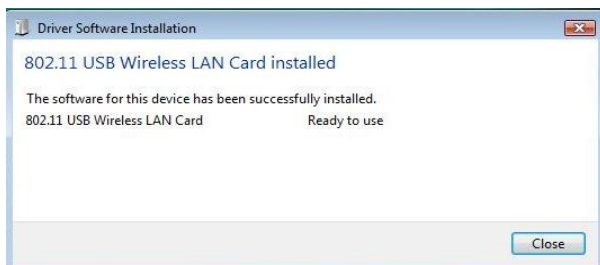 Driver Software Installation
802.11 USB Wireless LAN Card installed
The software for this device has been successfully installed.
802.11 USB Wireless LAN Card Ready to use
Close